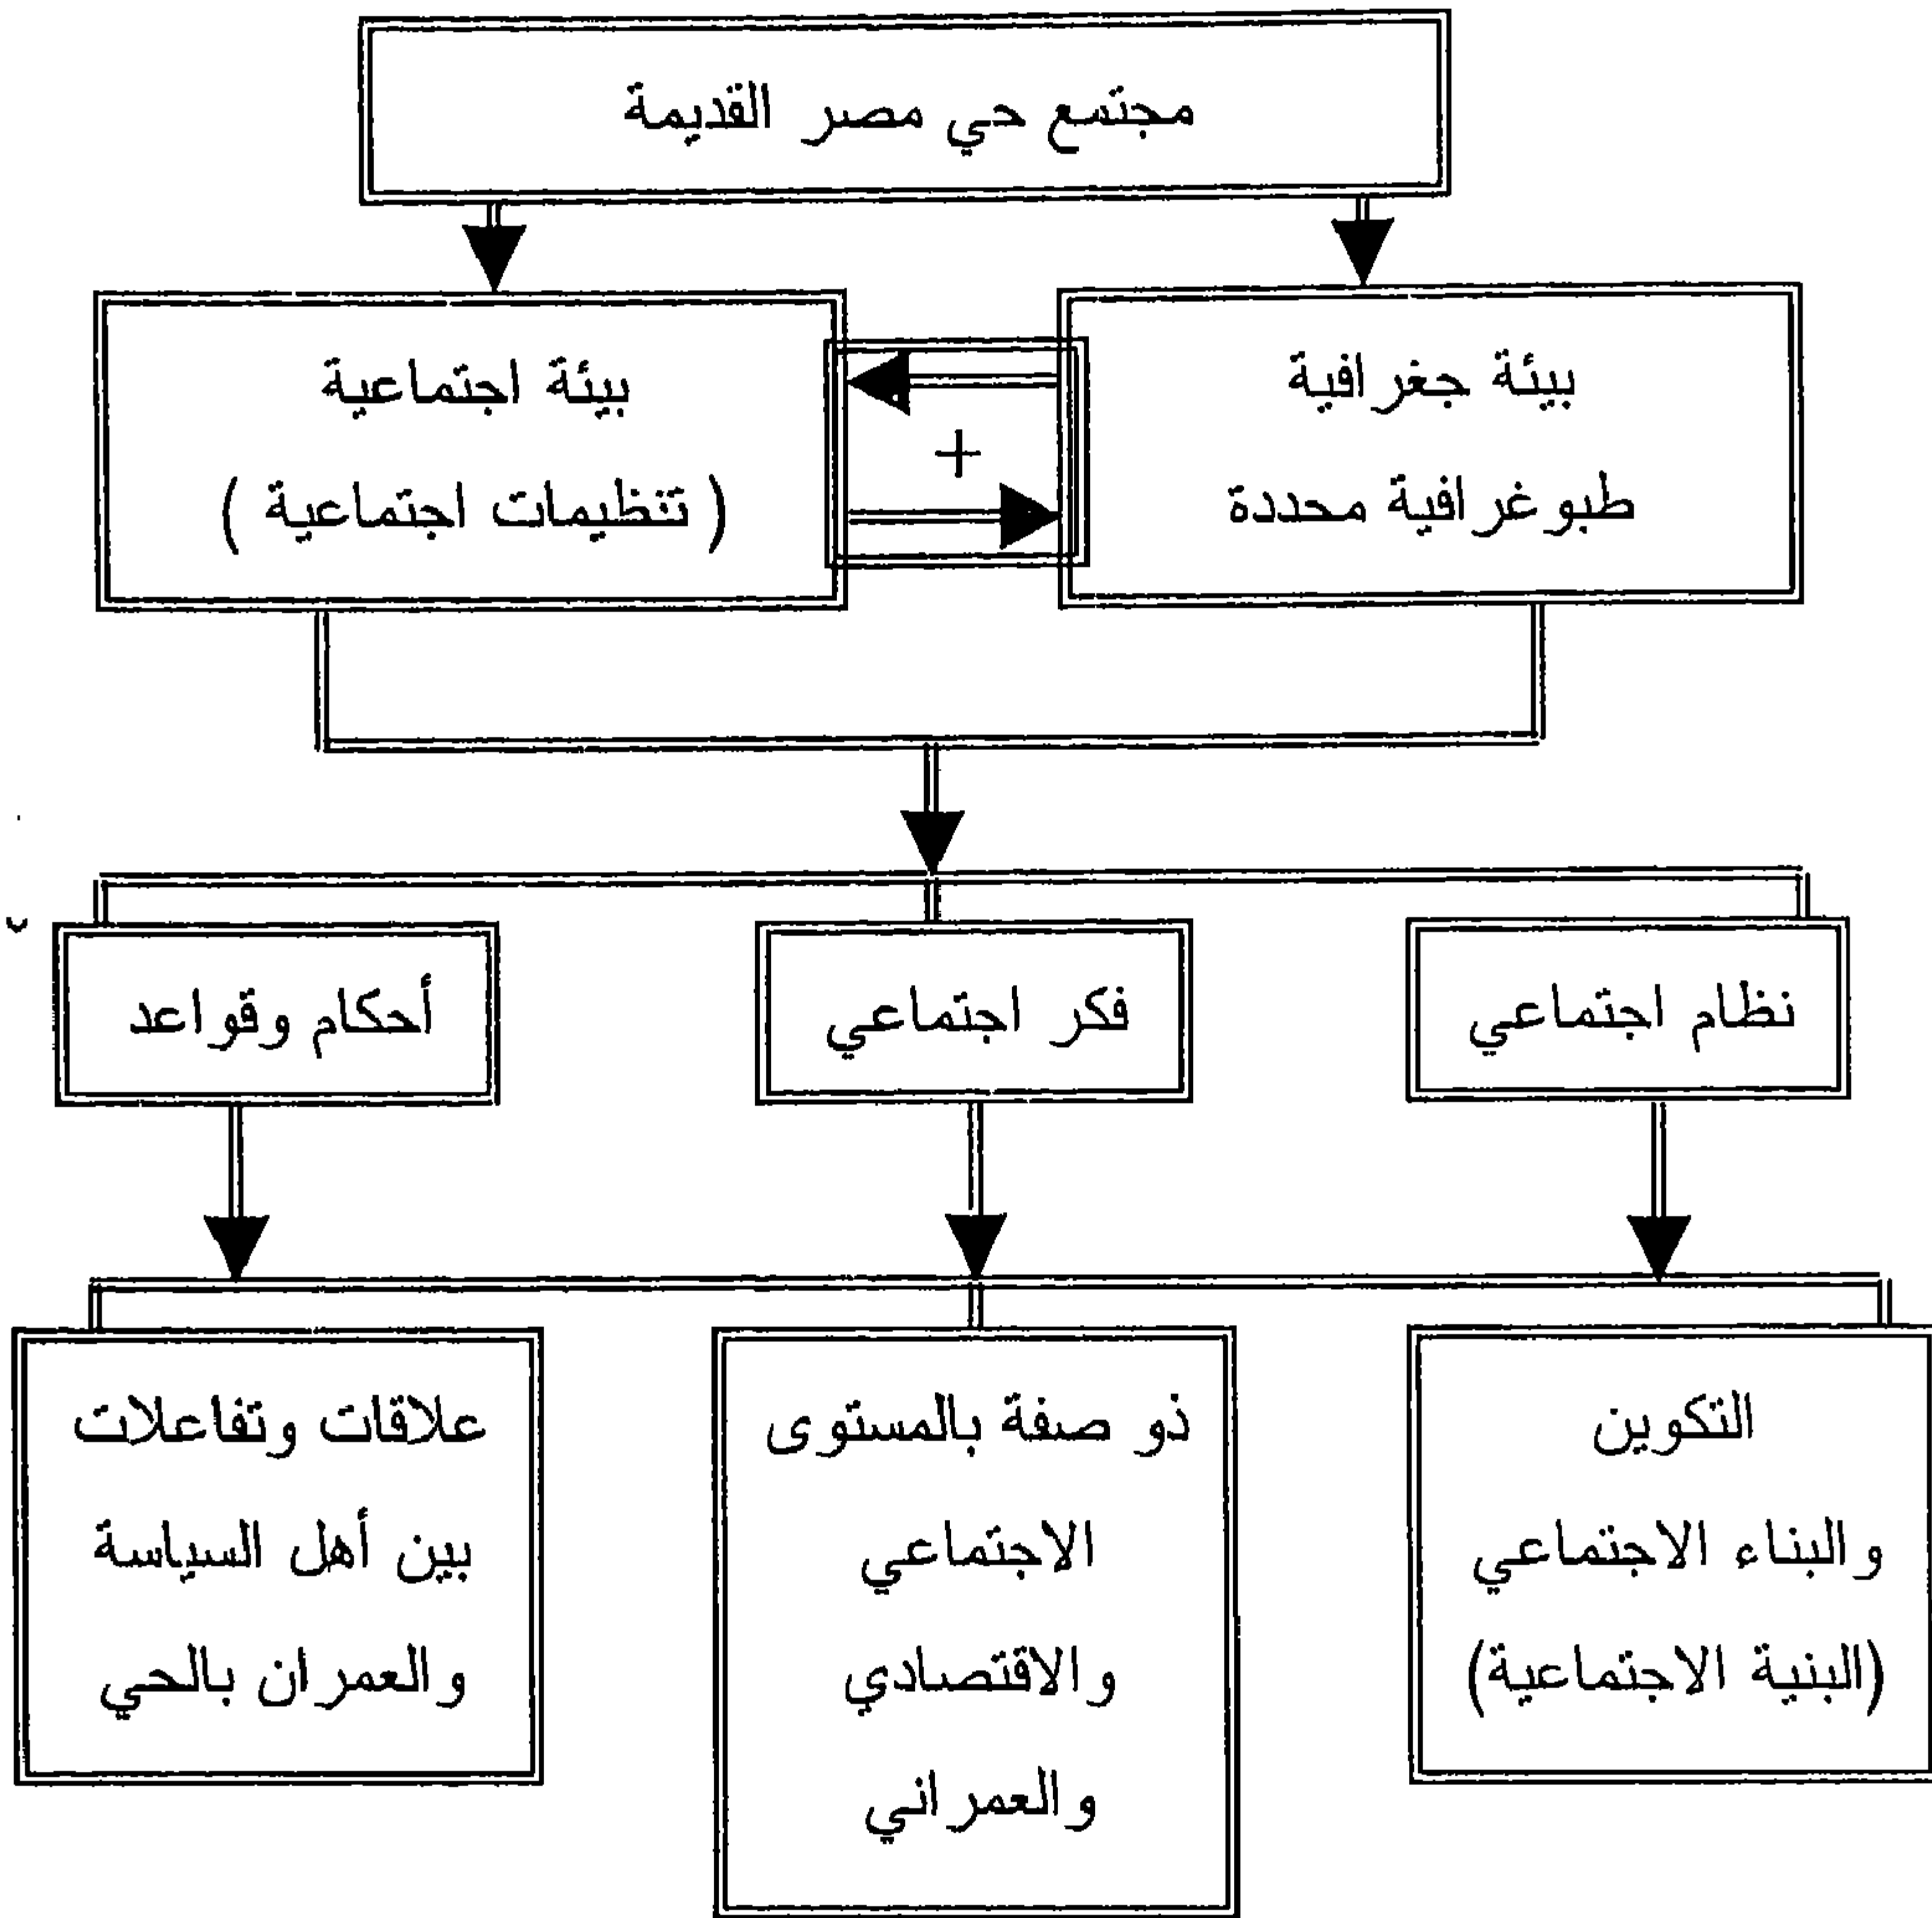 مجتمع حي مصر القديمة
بيئة جغرافية
طبوغرافية محددة
+
بيئة اجتماعية
(تنظيمات اجتماعية )
نظام اجتماعي
فكر اجتماعي
أحكام وقواعد
التكوين
والبناء الاجتماعي
(البنية الاجتماعية)
ذو صفة بالمستوى
الاجتماعي
والاقتصادي
والعمراني
علاقات وتفاعلات
بين أهل السياسة
والعمران بالحي